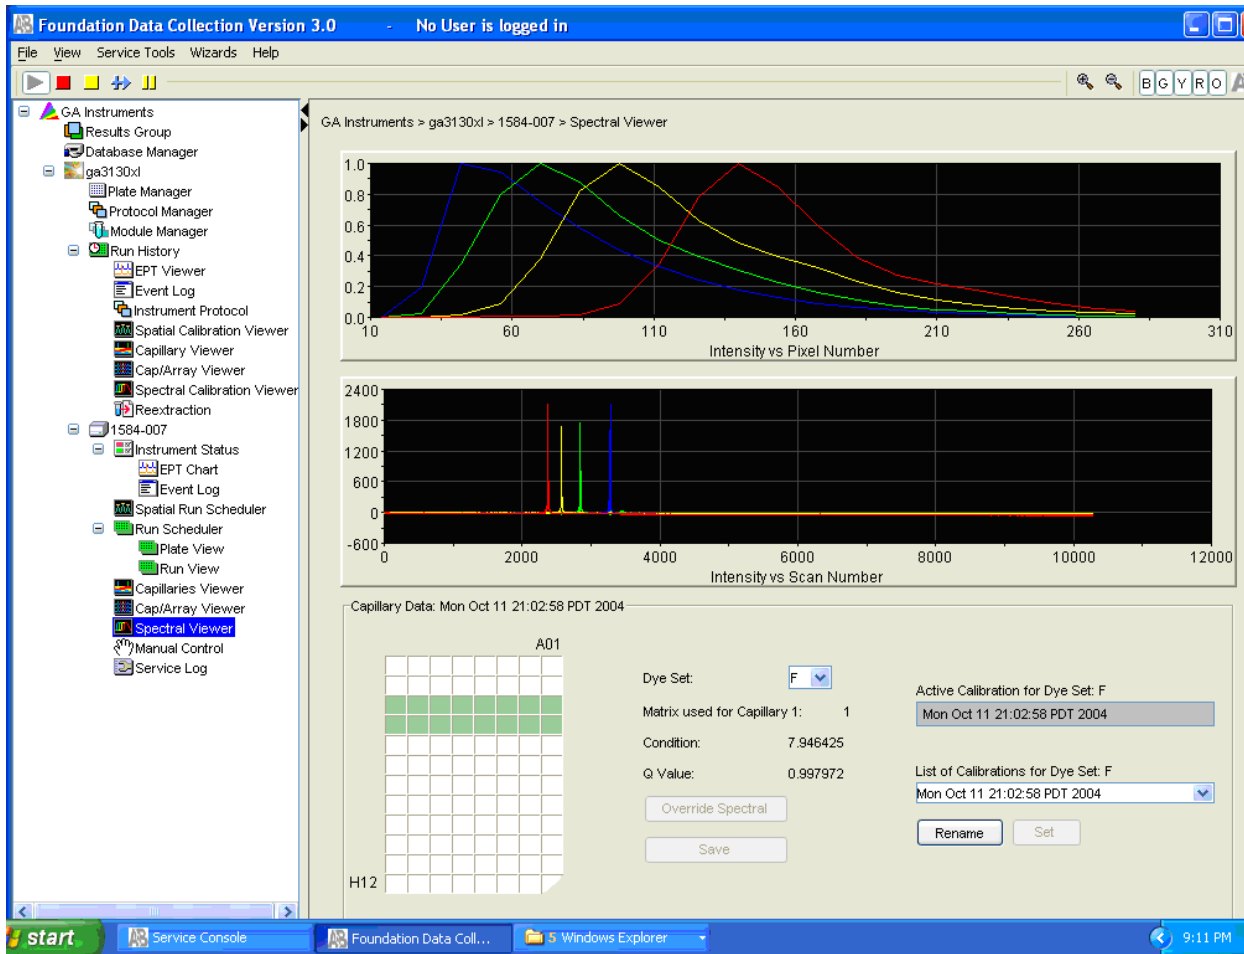 Foundation Data Collection Version 3.0 - No User is logged in
File View Service Tools Wizards Help
B G Y R O
GA Instruments
Results Group
Database Manager
ga3130xl
Plate Manager
Protocol Manager
Module Manager
Run History
EPT Viewer
Event Log
Instrument Protocol
Spatial Calibration Viewer
Capillary Viewer
Cap/Array Viewer
Spectral Calibration Viewer
Reextraction
1584-007
Instrument Status
EPT Chart
Event Log
Spatial Run Scheduler
Run Scheduler
Plate View
Run View
Capillaries Viewer
Cap/Array Viewer
Spectral Viewer
Manual Control
Service Log
GA Instruments > ga3130xl > 1584-007 > Spectral Viewer
1.0
0.8
0.6
0.4
0.2
0.0
10 60 110 160 210 260 310
Intensity vs Pixel Number
2400
1800
1200
600
0
-600
0 2000 4000 6000 8000 10000 12000
Intensity vs Scan Number
Capillary Data: Mon Oct 11 21:02:58 PDT 2004
A01
H12
Dye Set: F
Matrix used for Capillary 1: 1
Condition: 7.946425
Q Value: 0.997972
Override Spectral
Save
Active Calibration for Dye Set: F
Mon Oct 11 21:02:58 PDT 2004
List of Calibrations for Dye Set: F
Mon Oct 11 21:02:58 PDT 2004
Rename Set
start Service Console Foundation Data Coll... 5 Windows Explorer 9:11 PM